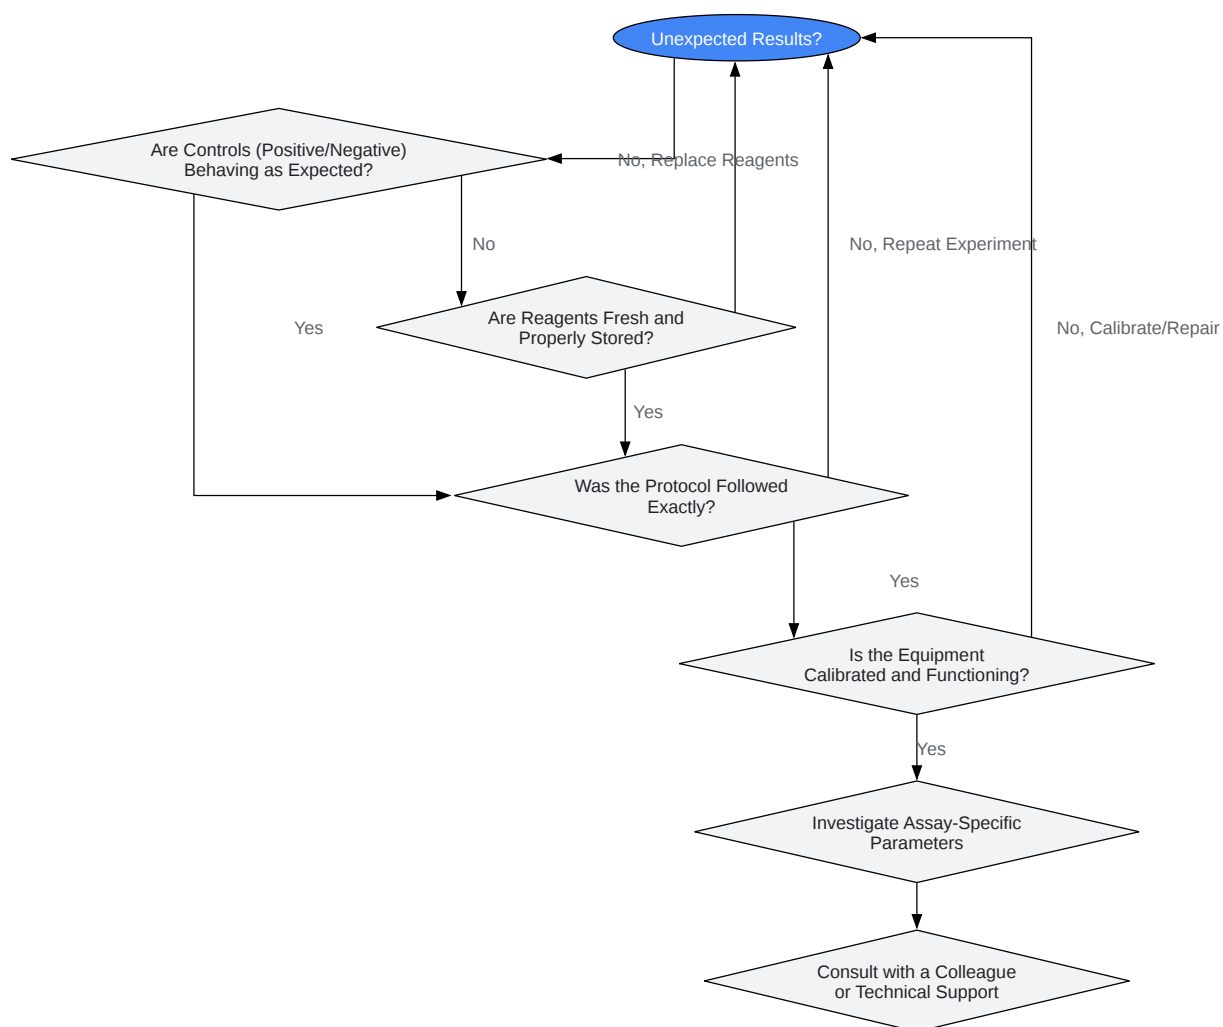 Unexpected Results?
Are Controls (Positive/Negative)
Behaving as Expected?
No, Replace Reagents
No
No, Repeat Experiment
Are Reagents Fresh and
Properly Stored?
Yes
No, Calibrate/Repair
Yes
Was the Protocol Followed
Exactly?
Yes
Is the Equipment
Calibrated and Functioning?
Yes
Investigate Assay-Specific
Parameters
Consult with a Colleague
or Technical Support